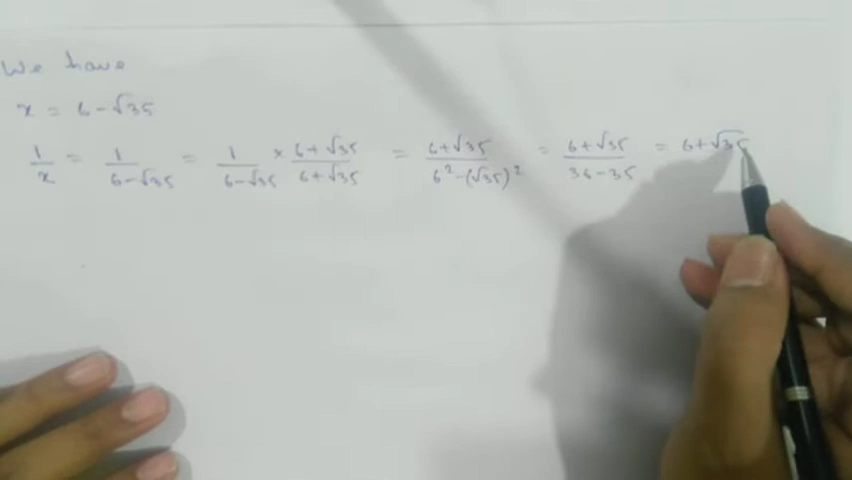 We have
x = 6 - √35
1/x = 1/(6-√35) = 1/(6-√35) × (6+√35)/(6+√35) = (6+√35)/(6²-(√35)²) = (6+√35)/(36-35) = 6+√35